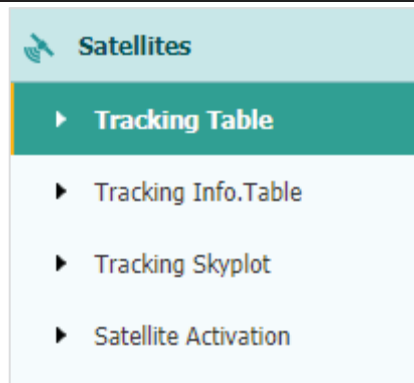 Satellites
Tracking Table
Tracking Info.Table
Tracking Skyplot
Satellite Activation